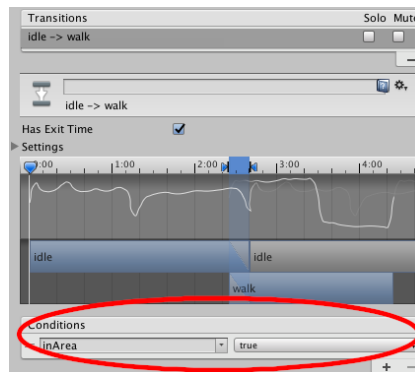 Transitions Solo Mute
idle -> walk
idle -> walk
Has Exit Time
Settings
0:00 1:00 2:00 3:00 4:00
idle idle
walk
Conditions
inArea true